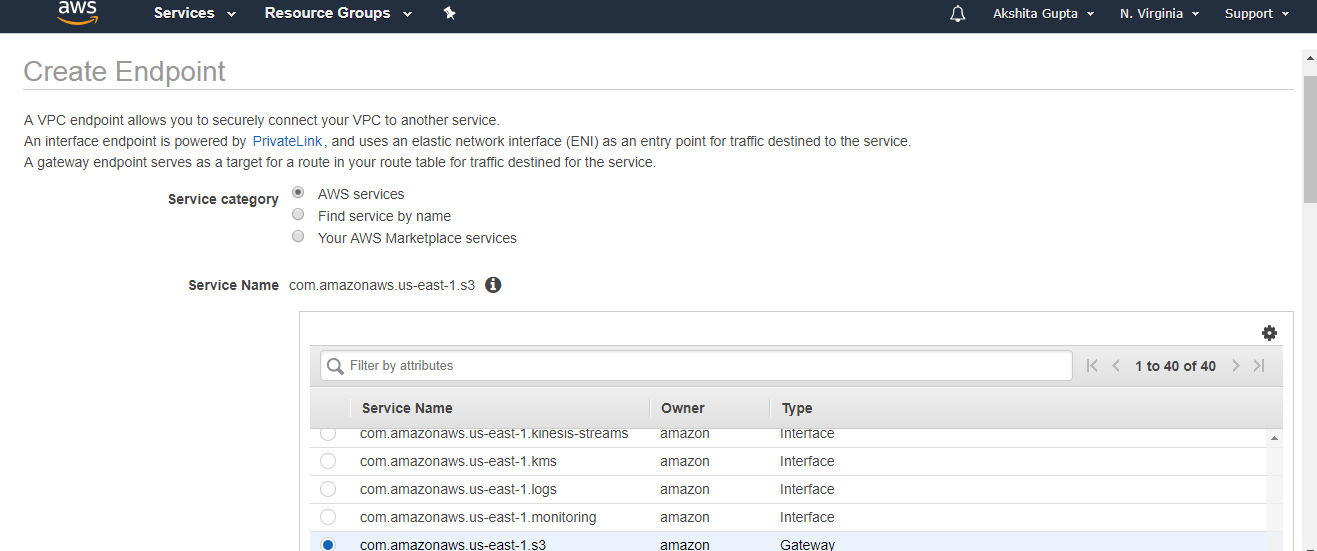 aws Services Resource Groups Akshita Gupta N. Virginia Support
Create Endpoint
A VPC endpoint allows you to securely connect your VPC to another service.
An interface endpoint is powered by PrivateLink, and uses an elastic network interface (ENI) as an entry point for traffic destined to the service.
A gateway endpoint serves as a target for a route in your route table for traffic destined for the service.
Service category AWS services
Find service by name
Your AWS Marketplace services
Service Name com.amazonaws.us-east-1.s3
Filter by attributes 1 to 40 of 40
Service Name Owner Type
com.amazonaws.us-east-1.kinesis-streams amazon Interface
com.amazonaws.us-east-1.kms amazon Interface
com.amazonaws.us-east-1.logs amazon Interface
com.amazonaws.us-east-1.monitoring amazon Interface
com.amazonaws.us-east-1.s3 amazon Gateway